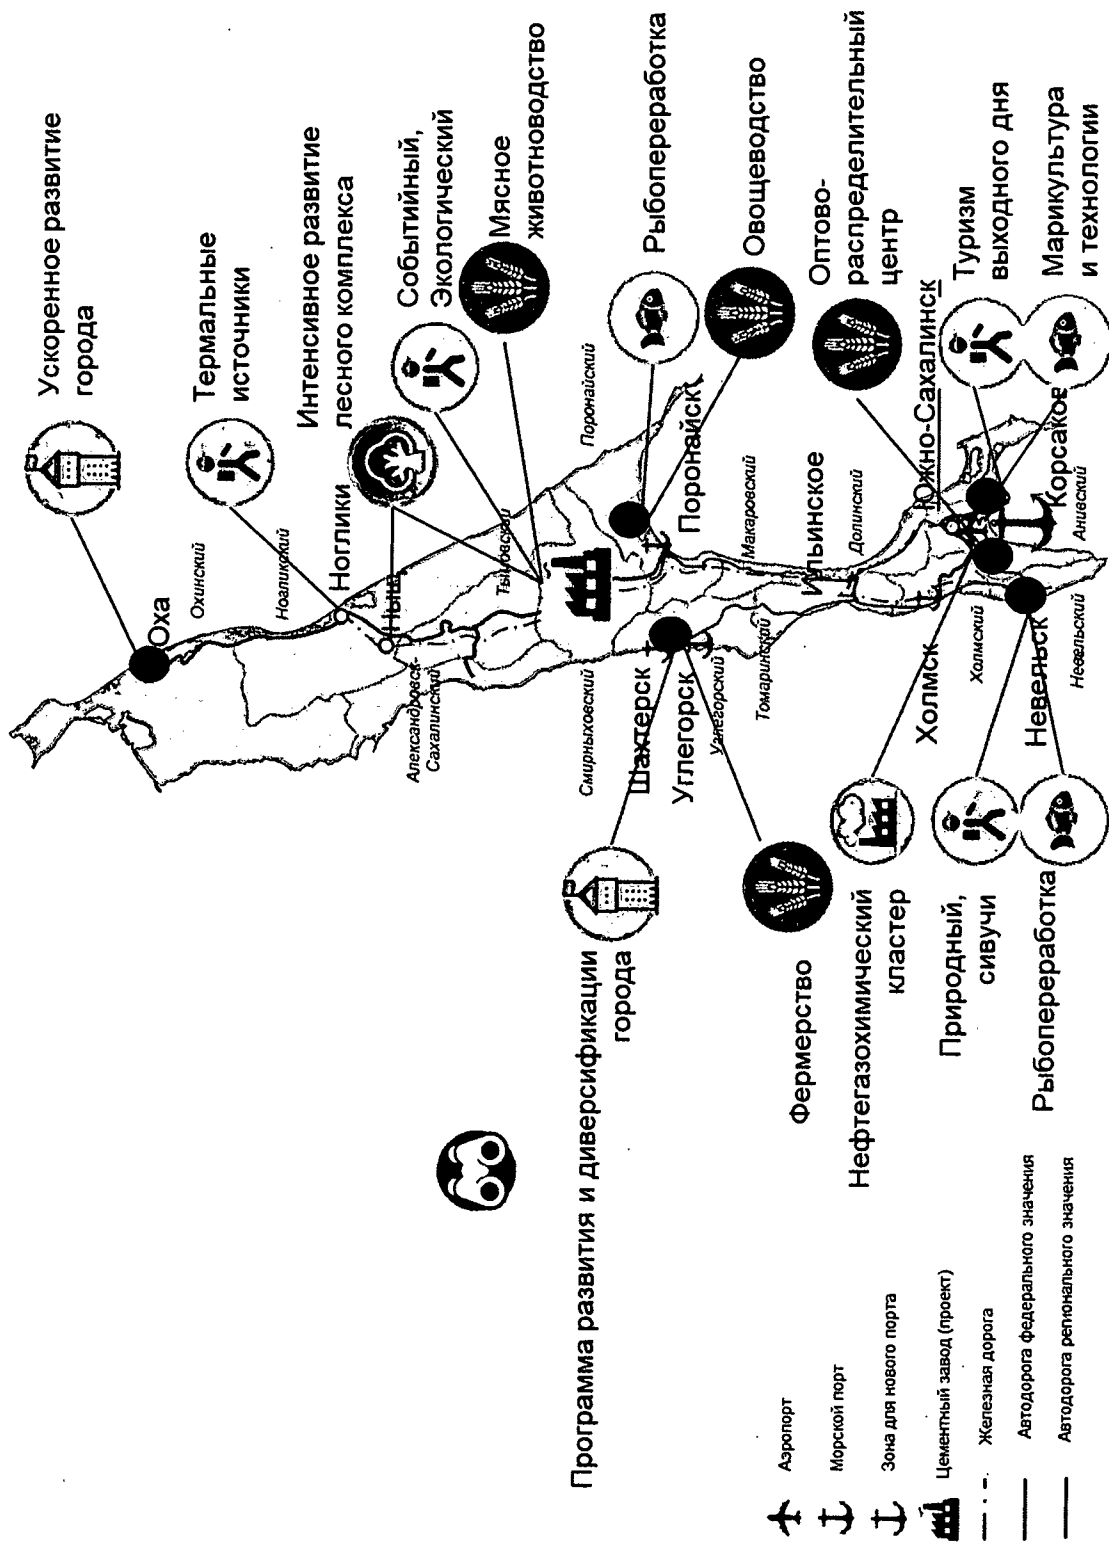 Ускоренное развитие
города
Термальные
источники
Интенсивное развитие
лесного комплекса
Событийный,
Экологический
Мясное
животноводство
Рыбопереработка
Овощеводство
Оптово-
распределительный
центр
Туризм
выходного дня
Марикультура
и технологии
Оха
Охинский
Ногликский
Ноглики
Ныш
Тымовский
Александровск-
Сахалинский
Поронайский
Поронайск
Смирныховский
Шахтерск
Углегорск
Углегорский
Макаровский
Томаринский
Ильинское
Долинский
Южно-Сахалинск
Холмск
Холмский
Корсаков
Анивский
Невельск
Невельский
Программа развития и диверсификации
города
Фермерство
Нефтегазохимический
кластер
Природный,
сивучи
Рыбопереработка
Аэропорт
Морской порт
Зона для нового порта
Цементный завод (проект)
Железная дорога
Автодорога федерального значения
Автодорога регионального значения